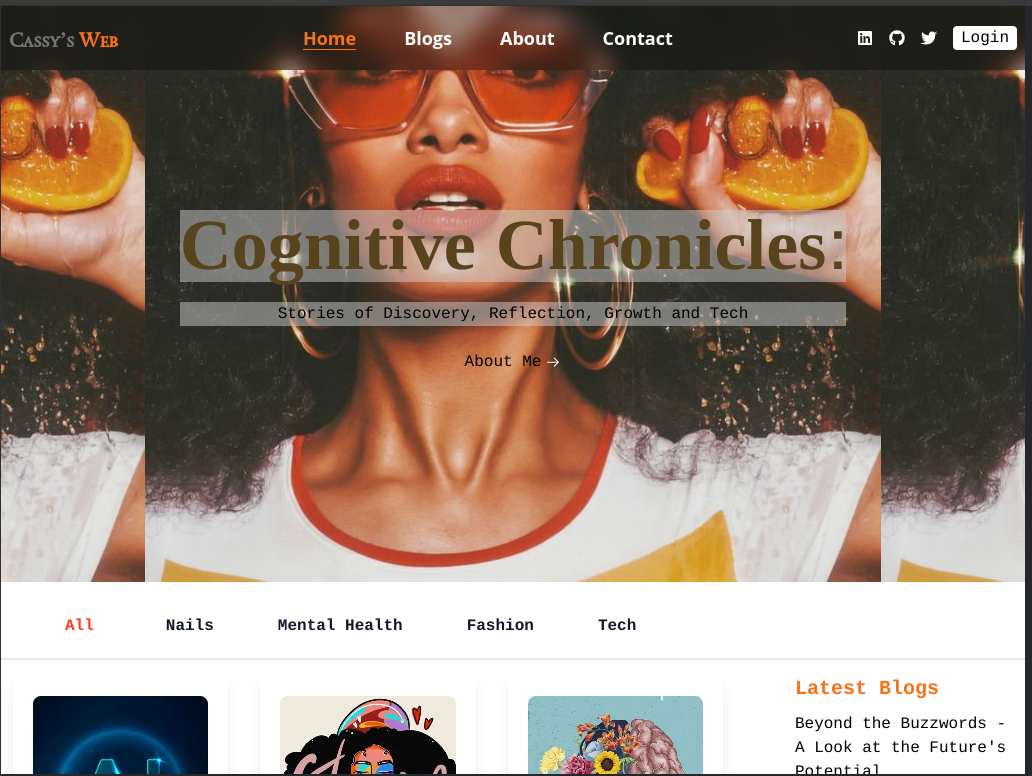 Cassy's Web
Home Blogs About Contact
Login
Cognitive Chronicles:
Stories of Discovery, Reflection, Growth and Tech
About Me →
All Nails Mental Health Fashion Tech
Latest Blogs
Beyond the Buzzwords -
A Look at the Future's
Potential
AI